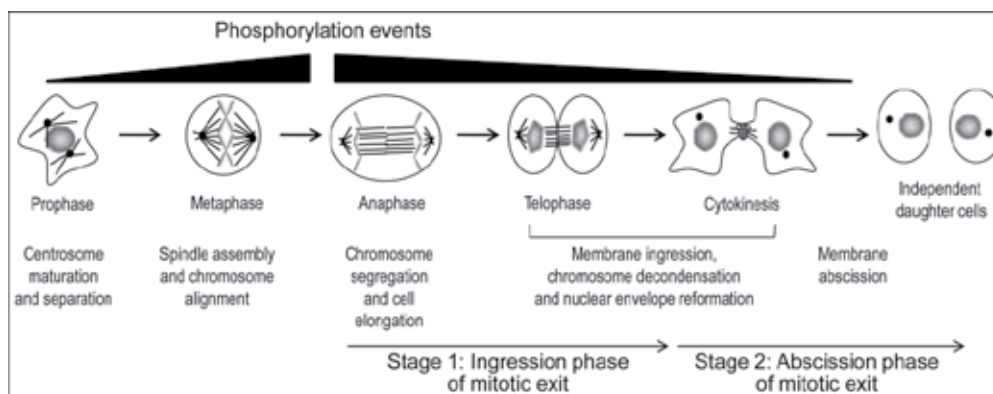 Phosphorylation events
Prophase
Metaphase
Anaphase
Telophase
Cytokinesis
Independent
daughter cells
Centrosome
maturation
and separation
Spindle assembly
and chromosome
alignment
Chromosome
segregation
and cell
elongation
Membrane ingression,
chromosome decondensation
and nuclear envelope reformation
Membrane
abscission
Stage 1: Ingression phase
of mitotic exit
Stage 2: Abscission phase
of mitotic exit